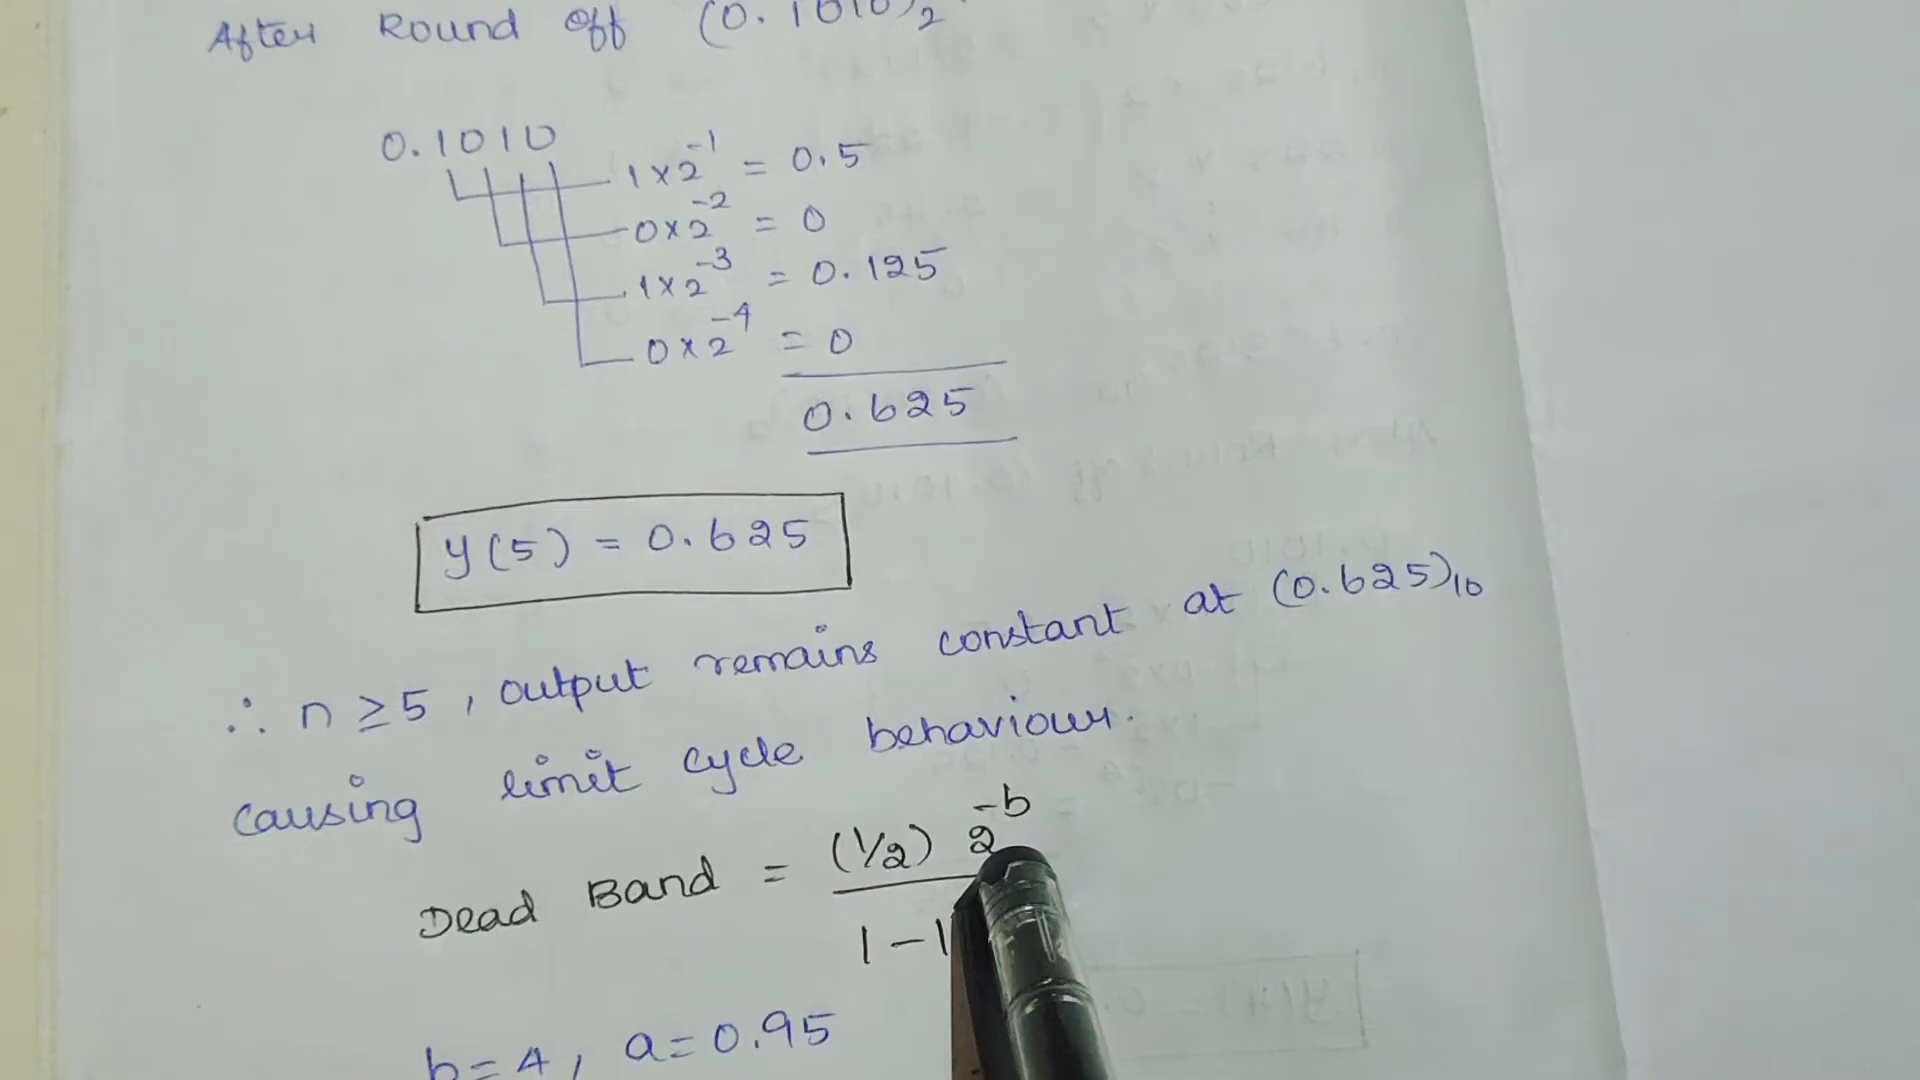 After Round Off (0.1010)2
0.1010
1×2^-1 = 0.5
0×2^-2 = 0
1×2^-3 = 0.125
0×2^-4 = 0
0.625
y(5) = 0.625
∴ n ≥ 5, output remains constant at (0.625)10
causing limit cycle behaviour.
Dead Band = (1/2) 2^-b
1-1
b=4, a=0.95